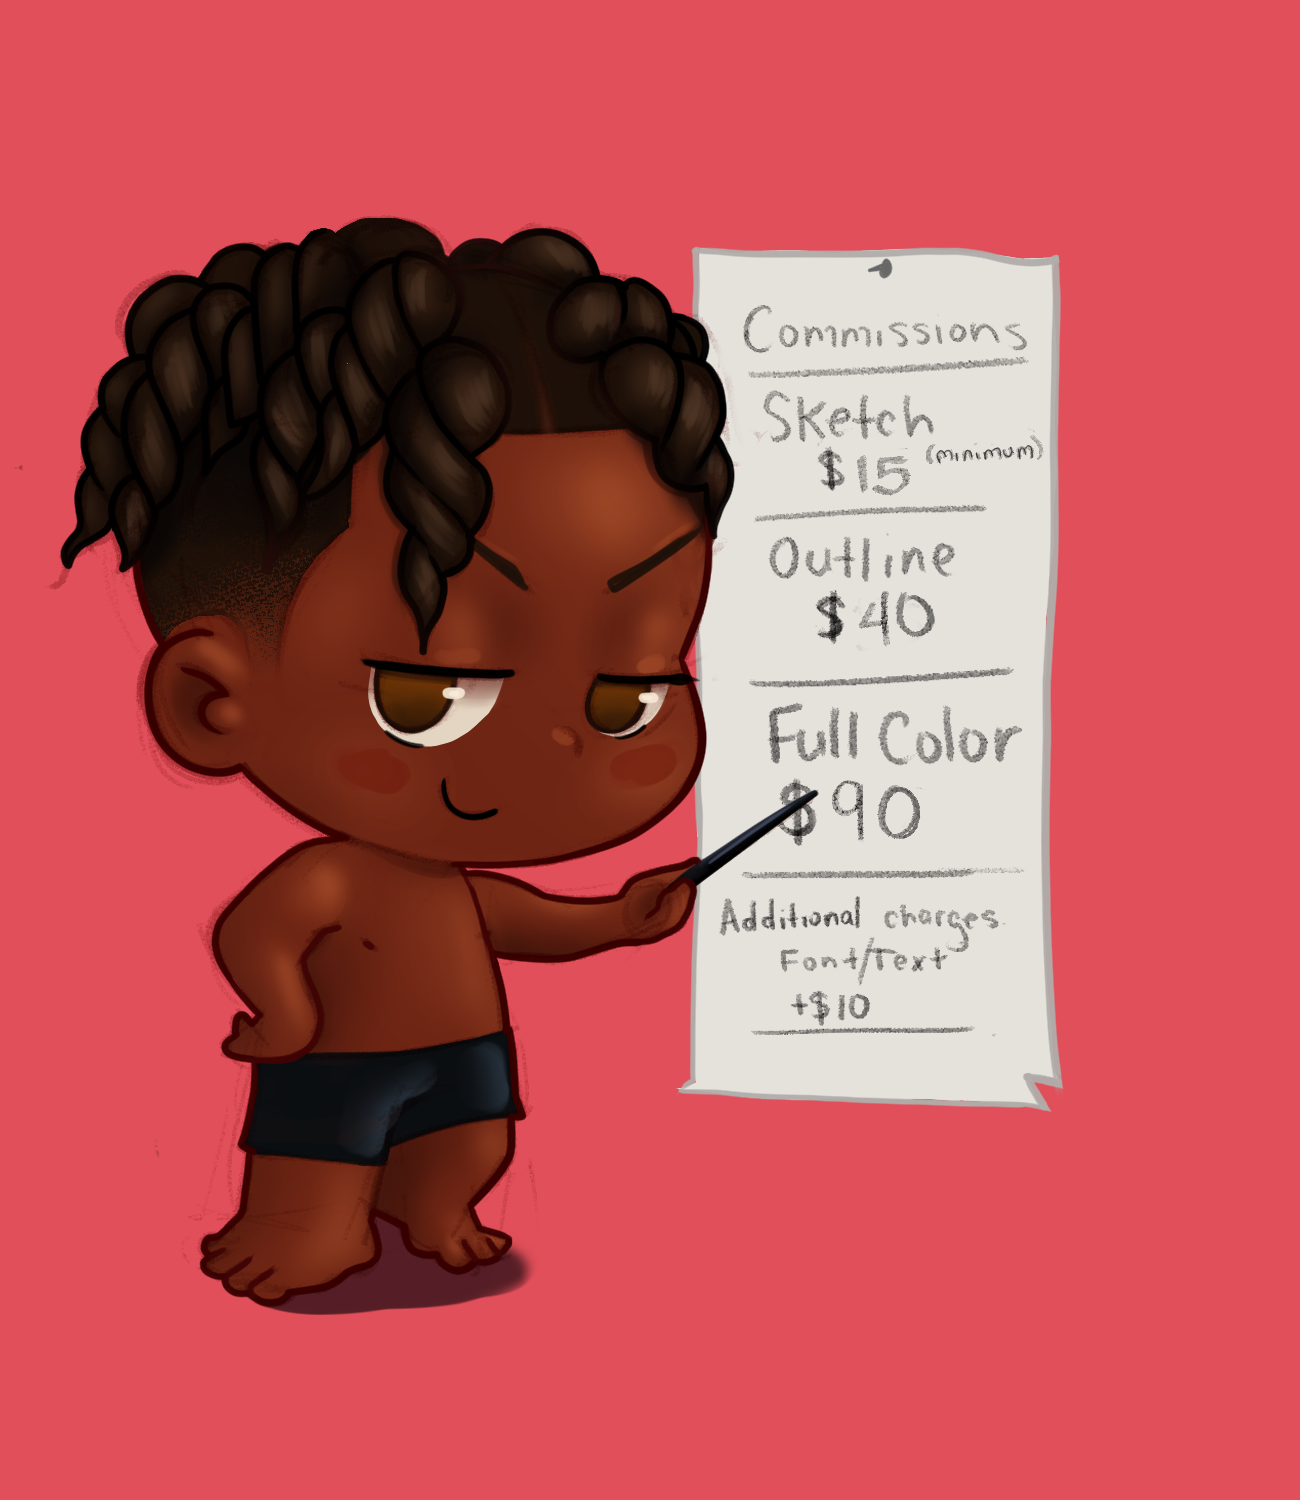 Commissions
Sketch
$15 (minimum)
Outline
$40
Full Color
$90
Additional charges
Font/Text
+$10